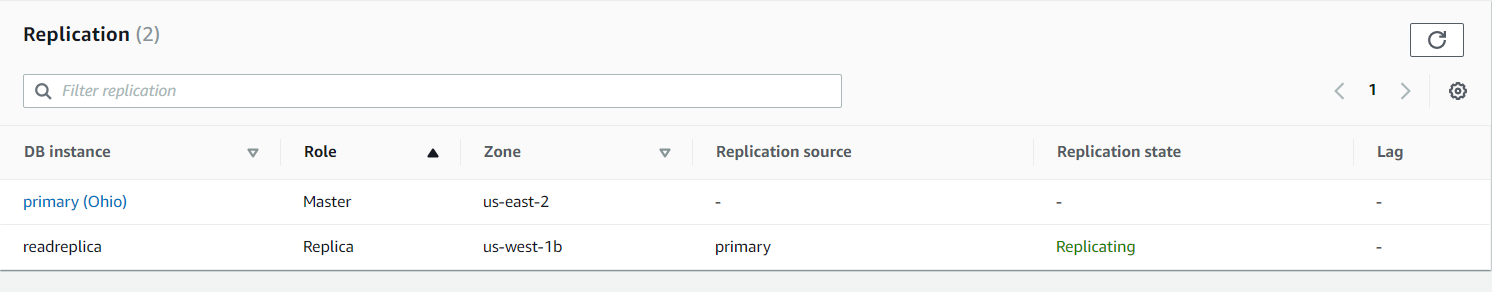 Replication (2)
Filter replication
1
DB instance Role Zone Replication source Replication state Lag
primary (Ohio) Master us-east-2 - - -
readreplica Replica us-west-1b primary Replicating -